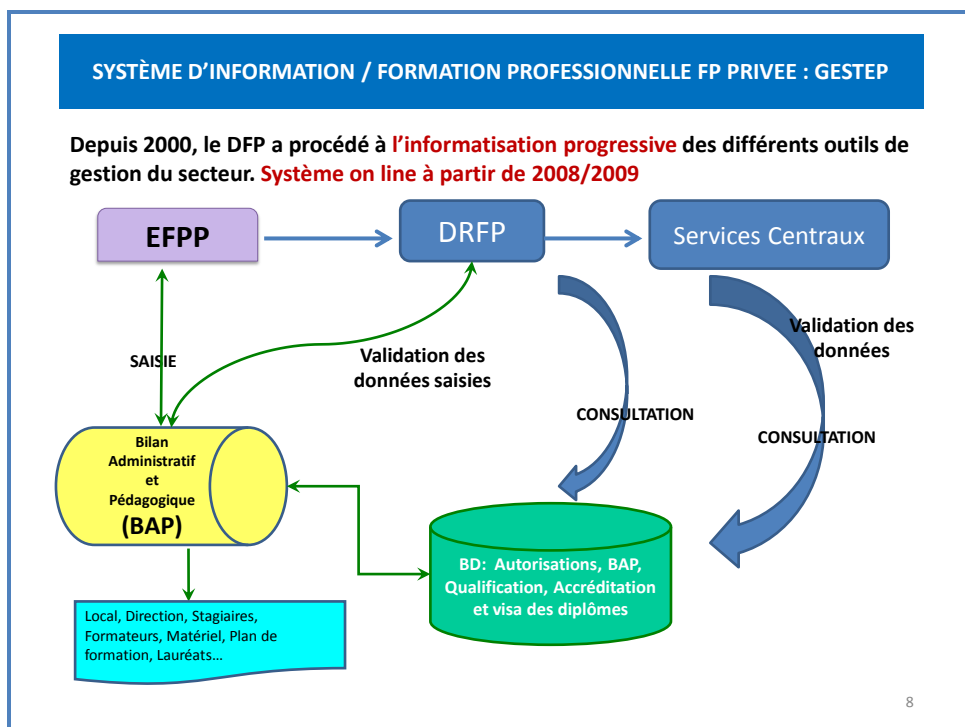 SYSTÈME D’INFORMATION / FORMATION PROFESSIONNELLE FP PRIVEE : GESTEP
Depuis 2000, le DFP a procédé à l’informatisation progressive des différents outils de
gestion du secteur. Système on line à partir de 2008/2009
EFPP
DRFP
Services Centraux
SAISIE
Validation des
données saisies
Validation des
données
CONSULTATION
CONSULTATION
Bilan
Administratif
et
Pédagogique
(BAP)
BD: Autorisations, BAP,
Qualification, Accréditation
et visa des diplômes
Local, Direction, Stagiaires,
Formateurs, Matériel, Plan de
formation, Lauréats…
8